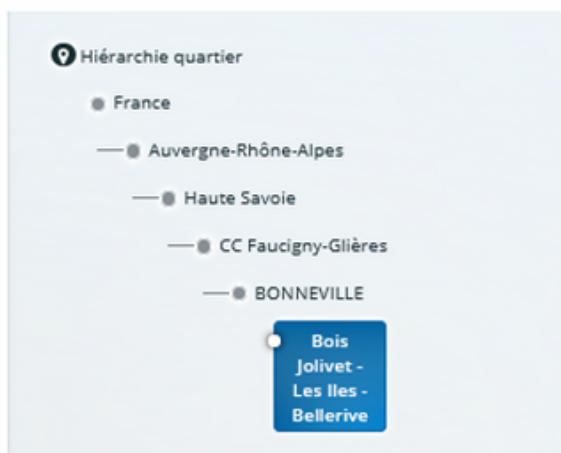 Hiérarchie quartier
France
Auvergne-Rhône-Alpes
Haute Savoie
CC Faucigny-Glières
BONNEVILLE
Bois
Jolivet -
Les Iles -
Bellerive